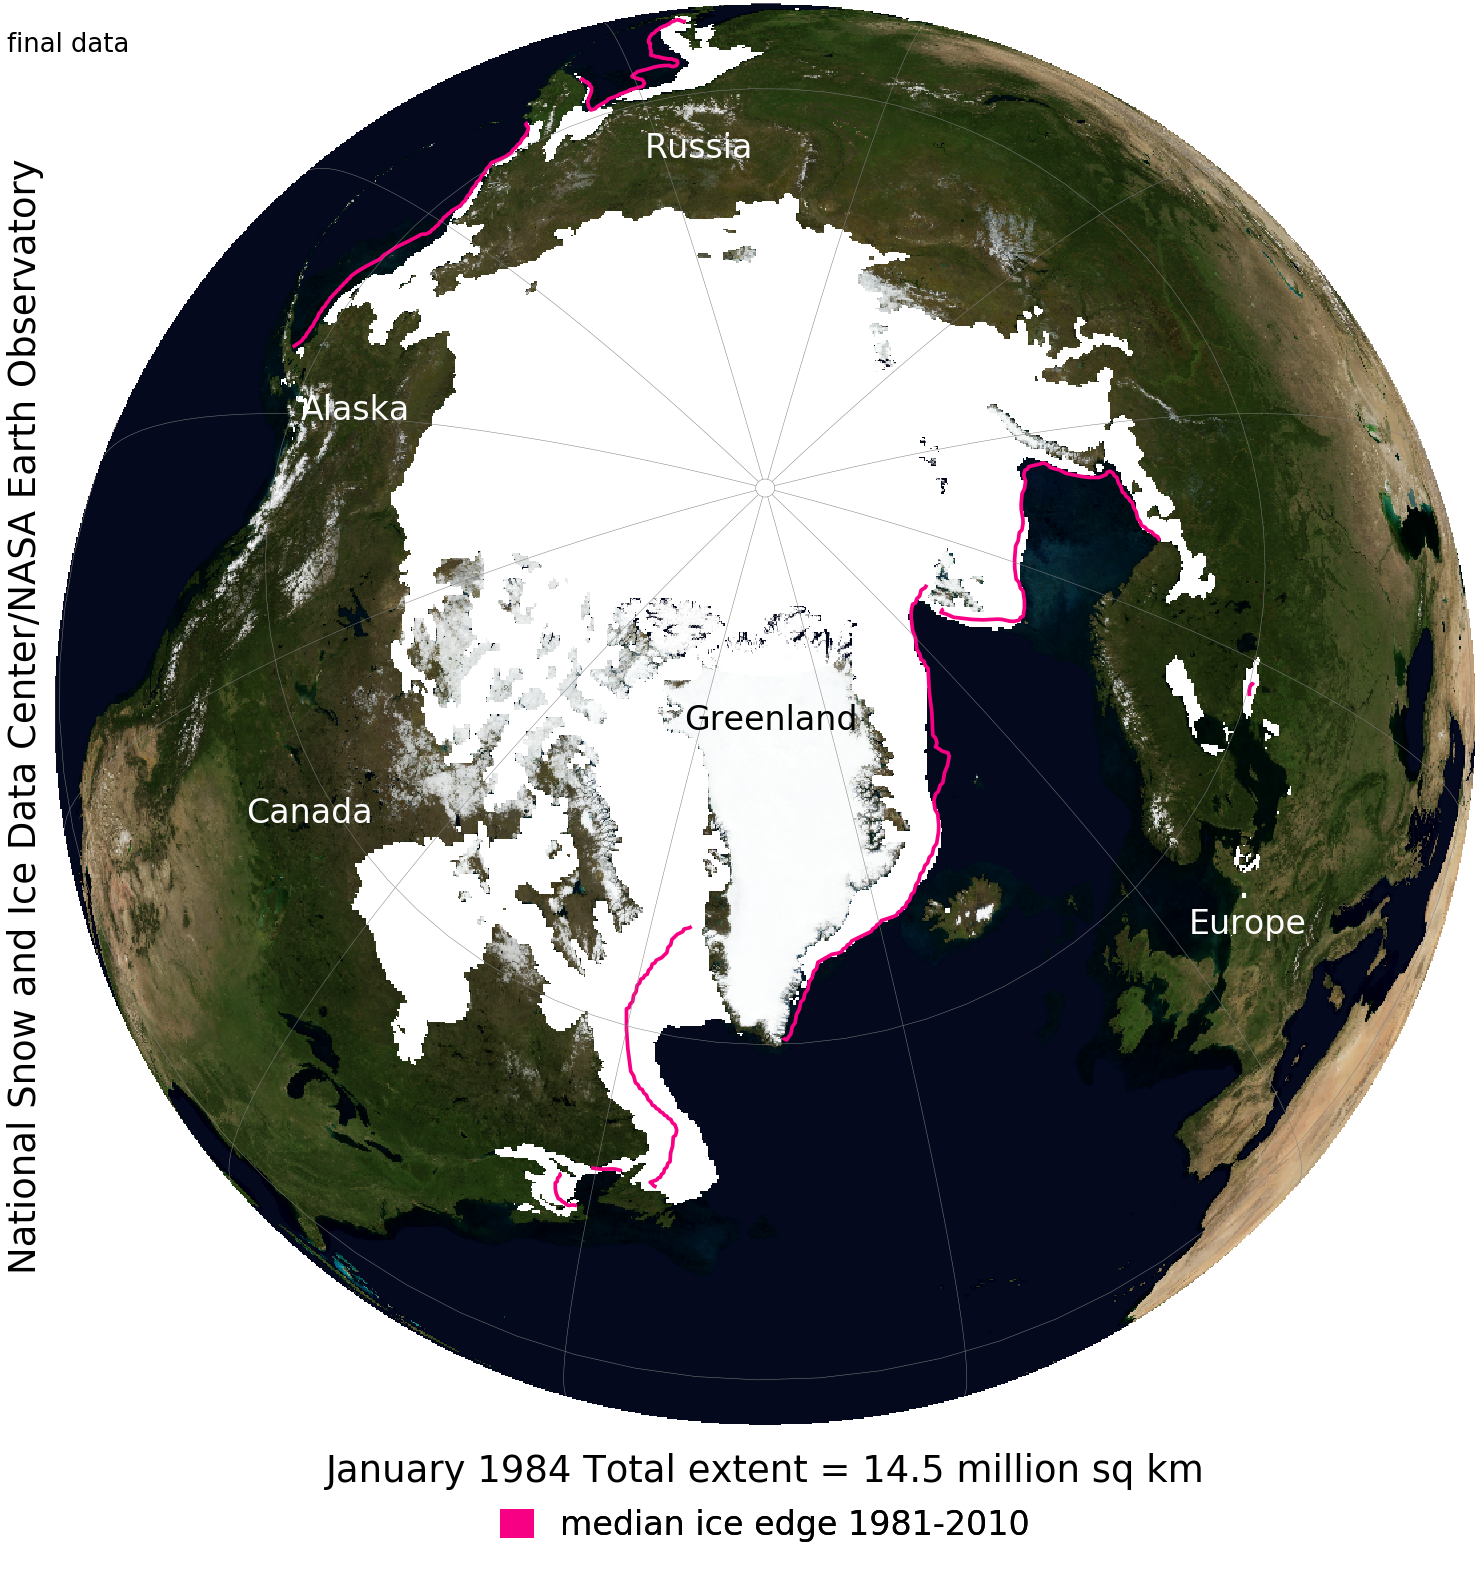 final data
National Snow and Ice Data Center/NASA Earth Observatory
Russia
Alaska
Greenland
Canada
Europe
January 1984 Total extent = 14.5 million sq km
median ice edge 1981-2010